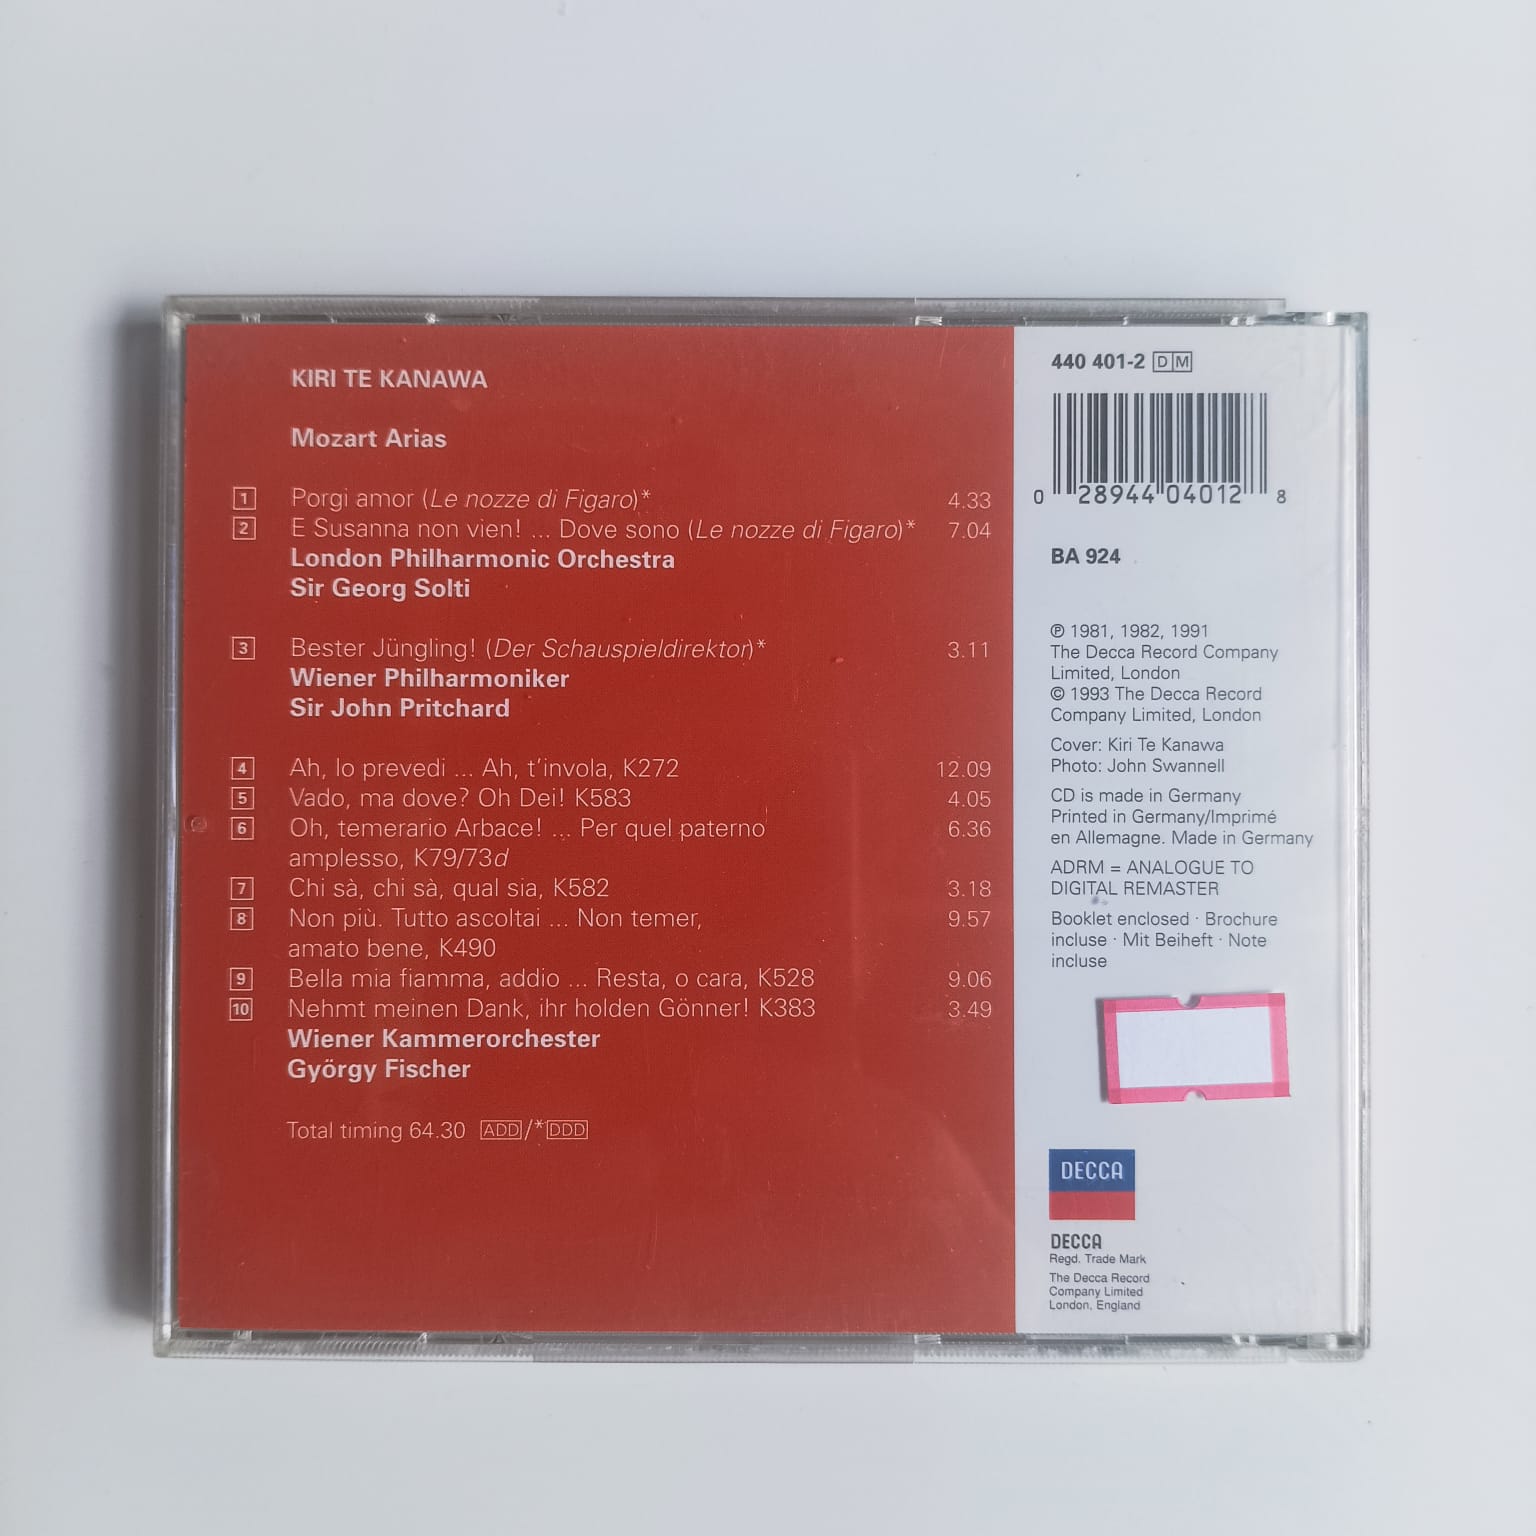 KIRI TE KANAWA
Mozart Arias
1 Porgi amor (Le nozze di Figaro)* 4.33
2 E Susanna non vien! ... Dove sono (Le nozze di Figaro)* 7.04
London Philharmonic Orchestra
Sir Georg Solti
3 Bester Jüngling! (Der Schauspieldirektor)* 3.11
Wiener Philharmoniker
Sir John Pritchard
4 Ah, lo prevedi ... Ah, t'invola, K272 12.09
5 Vado, ma dove? Oh Dei! K583 4.05
6 Oh, temerario Arbace! ... Per quel paterno 6.36
amplesso, K79/73d
7 Chi sà, chi sà, qual sia, K582 3.18
8 Non più. Tutto ascoltai ... Non temer, 9.57
amato bene, K490
9 Bella mia fiamma, addio ... Resta, o cara, K528 9.06
10 Nehmt meinen Dank, ihr holden Gönner! K383 3.49
Wiener Kammerorchester
György Fischer
Total timing 64.30 ADD/*DDD
440 401-2 DM
0 28944 04012 8
BA 924
℗ 1981, 1982, 1991
The Decca Record Company
Limited, London
© 1993 The Decca Record
Company Limited, London
Cover: Kiri Te Kanawa
Photo: John Swannell
CD is made in Germany
Printed in Germany/Imprimé
en Allemagne. Made in Germany
ADRM = ANALOGUE TO
DIGITAL REMASTER
Booklet enclosed · Brochure
incluse · Mit Beiheft · Note
incluse
DECCA
DECCA
Regd. Trade Mark
The Decca Record
Company Limited
London, England